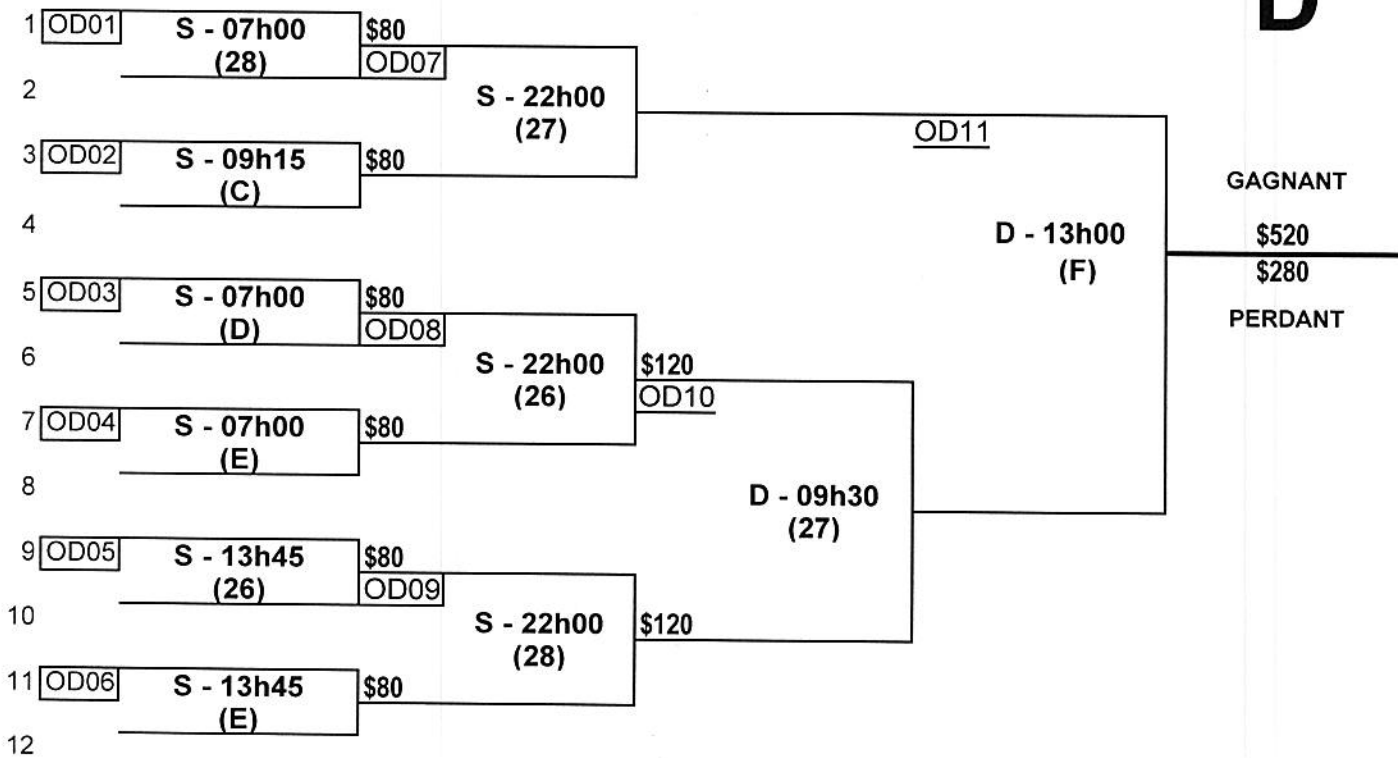 D
1 OD01 S - 07h00 $80
(28) OD07
2
S - 22h00
(27)
OD11
3 OD02 S - 09h15 $80
(C)
4
GAGNANT
D - 13h00 $520
(F) $280
PERDANT
5 OD03 S - 07h00 $80
(D) OD08
6
S - 22h00 $120
(26) OD10
7 OD04 S - 07h00 $80
(E)
8
D - 09h30
(27)
9 OD05 S - 13h45 $80
(26) OD09
10
S - 22h00 $120
(28)
11 OD06 S - 13h45 $80
(E)
12